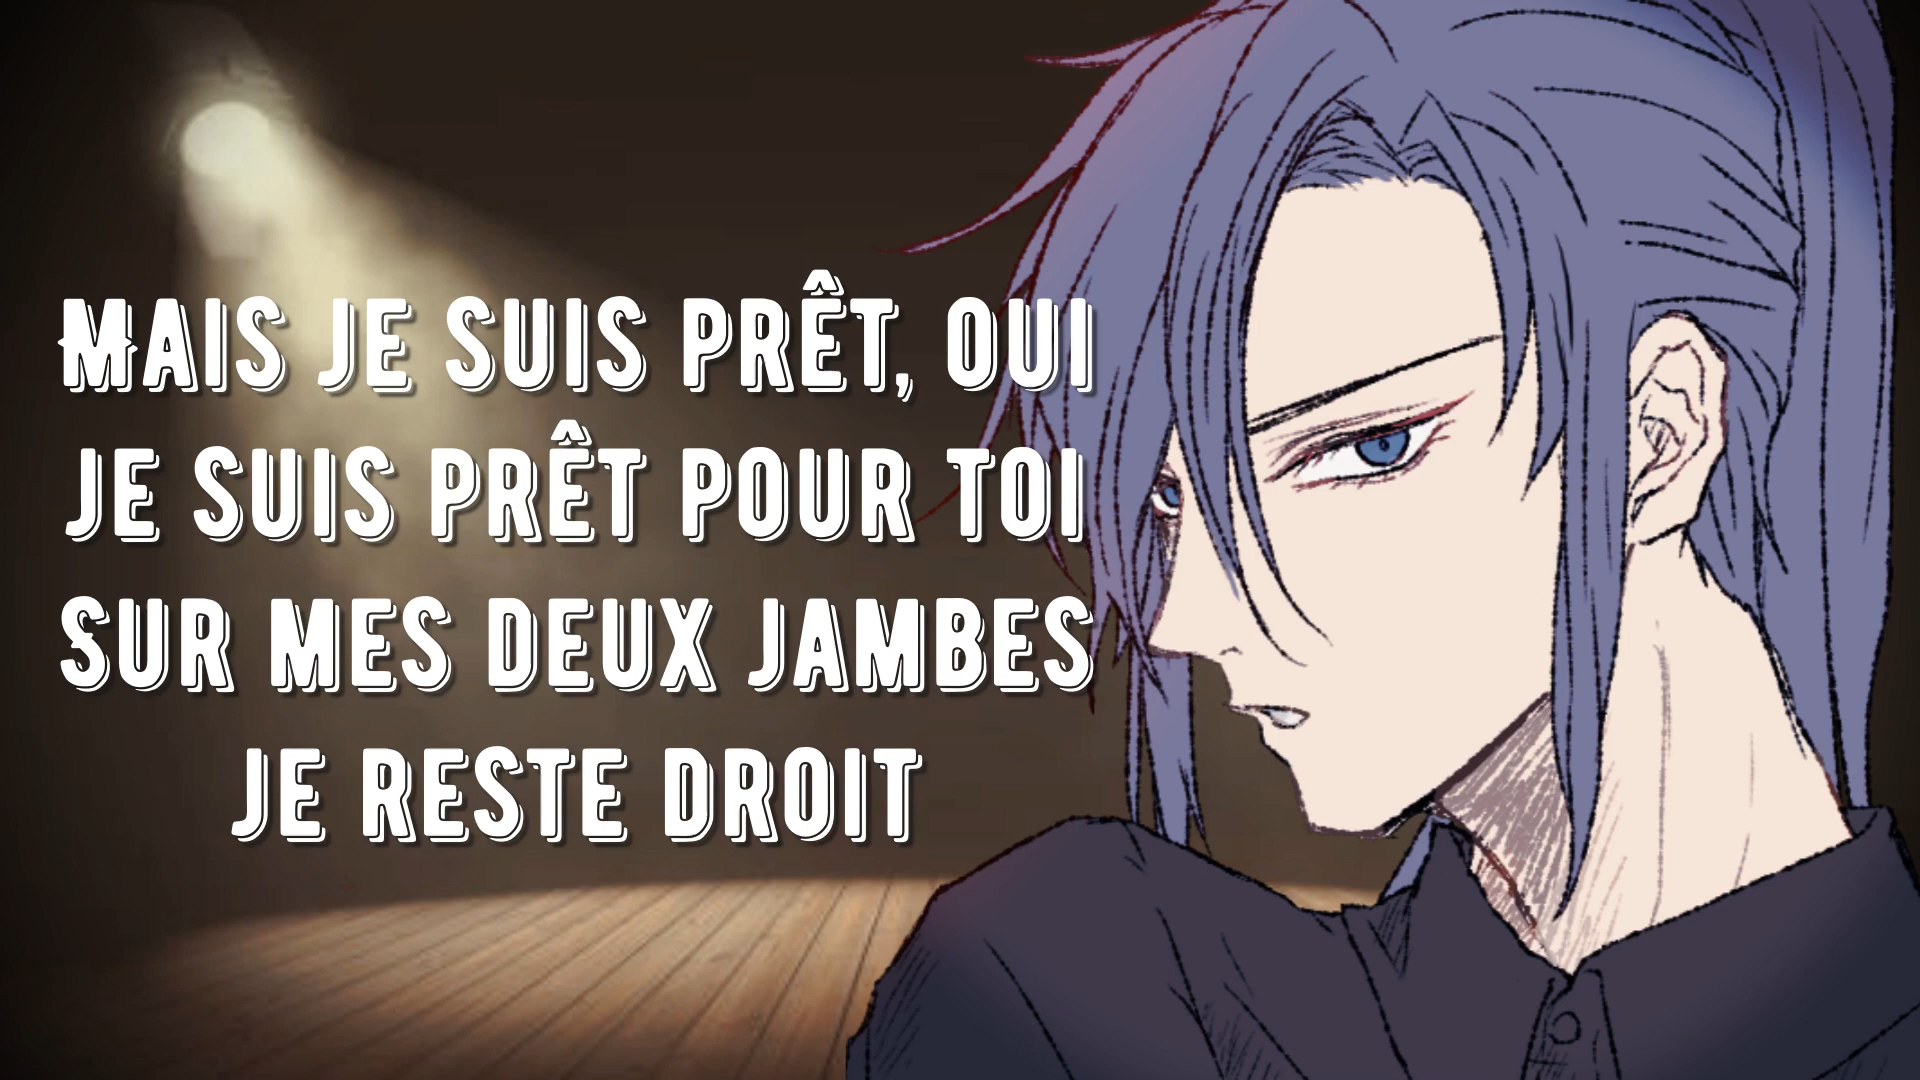 Mais je suis prêt, oui
je suis prêt pour toi
Sur mes deux jambes
je reste droit